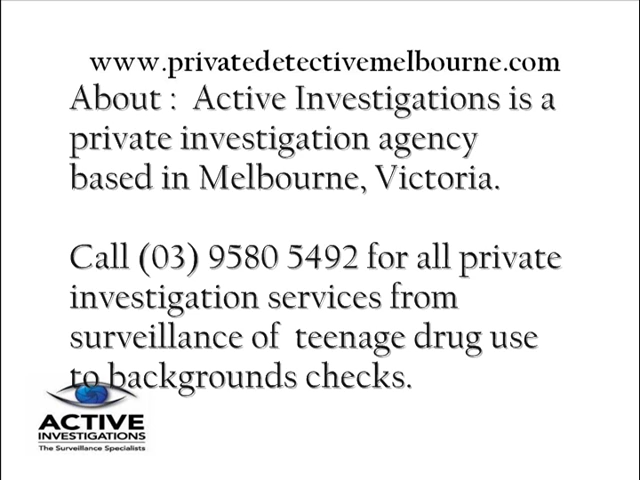 www.privatedetectivemelbourne.com
About : Active Investigations is a
private investigation agency
based in Melbourne, Victoria.
Call (03) 9580 5492 for all private
investigation services from
surveillance of teenage drug use
to backgrounds checks.
ACTIVE
INVESTIGATIONS
The Surveillance Specialists